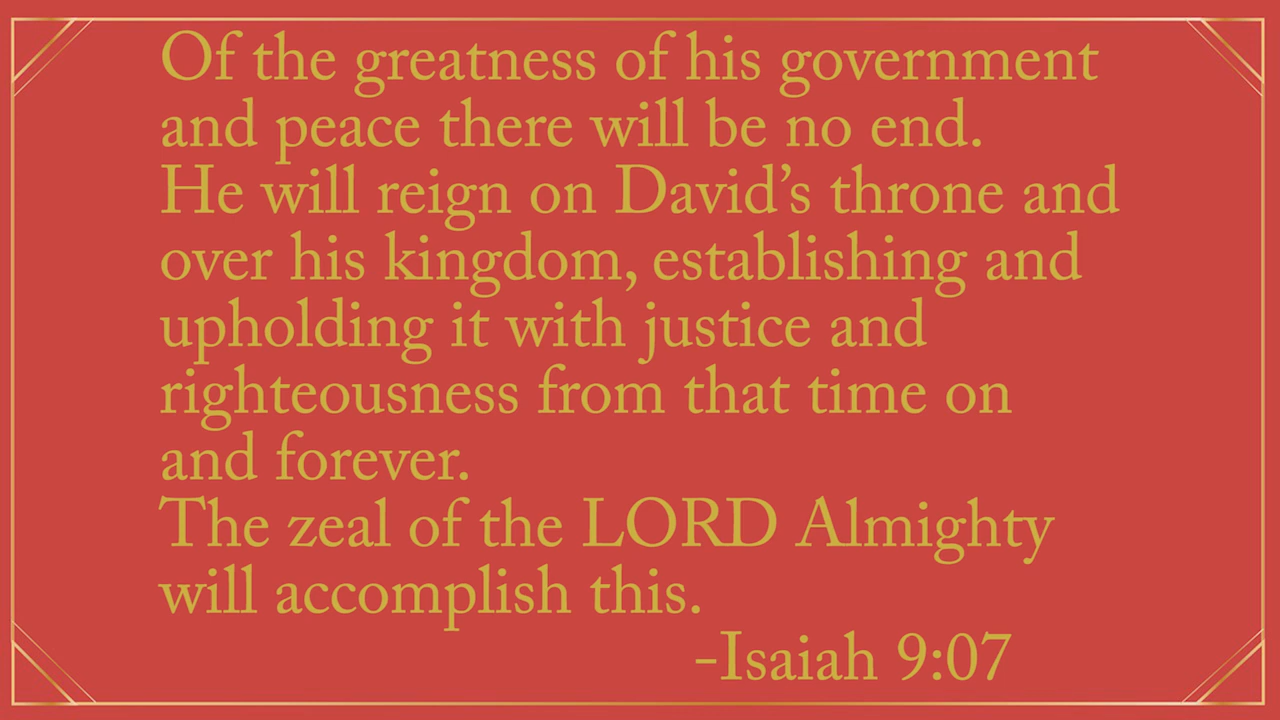 Of the greatness of his government
and peace there will be no end.
He will reign on David’s throne and
over his kingdom, establishing and
upholding it with justice and
righteousness from that time on
and forever.
The zeal of the LORD Almighty
will accomplish this.
-Isaiah 9:07